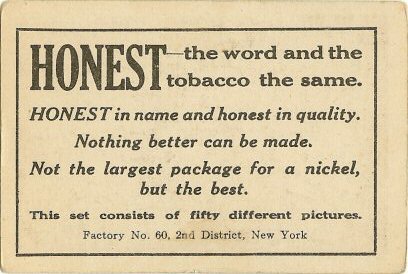 HONEST—the word and the
tobacco the same.
HONEST in name and honest in quality.
Nothing better can be made.
Not the largest package for a nickel,
but the best.
This set consists of fifty different pictures.
Factory No. 60, 2nd District, New York